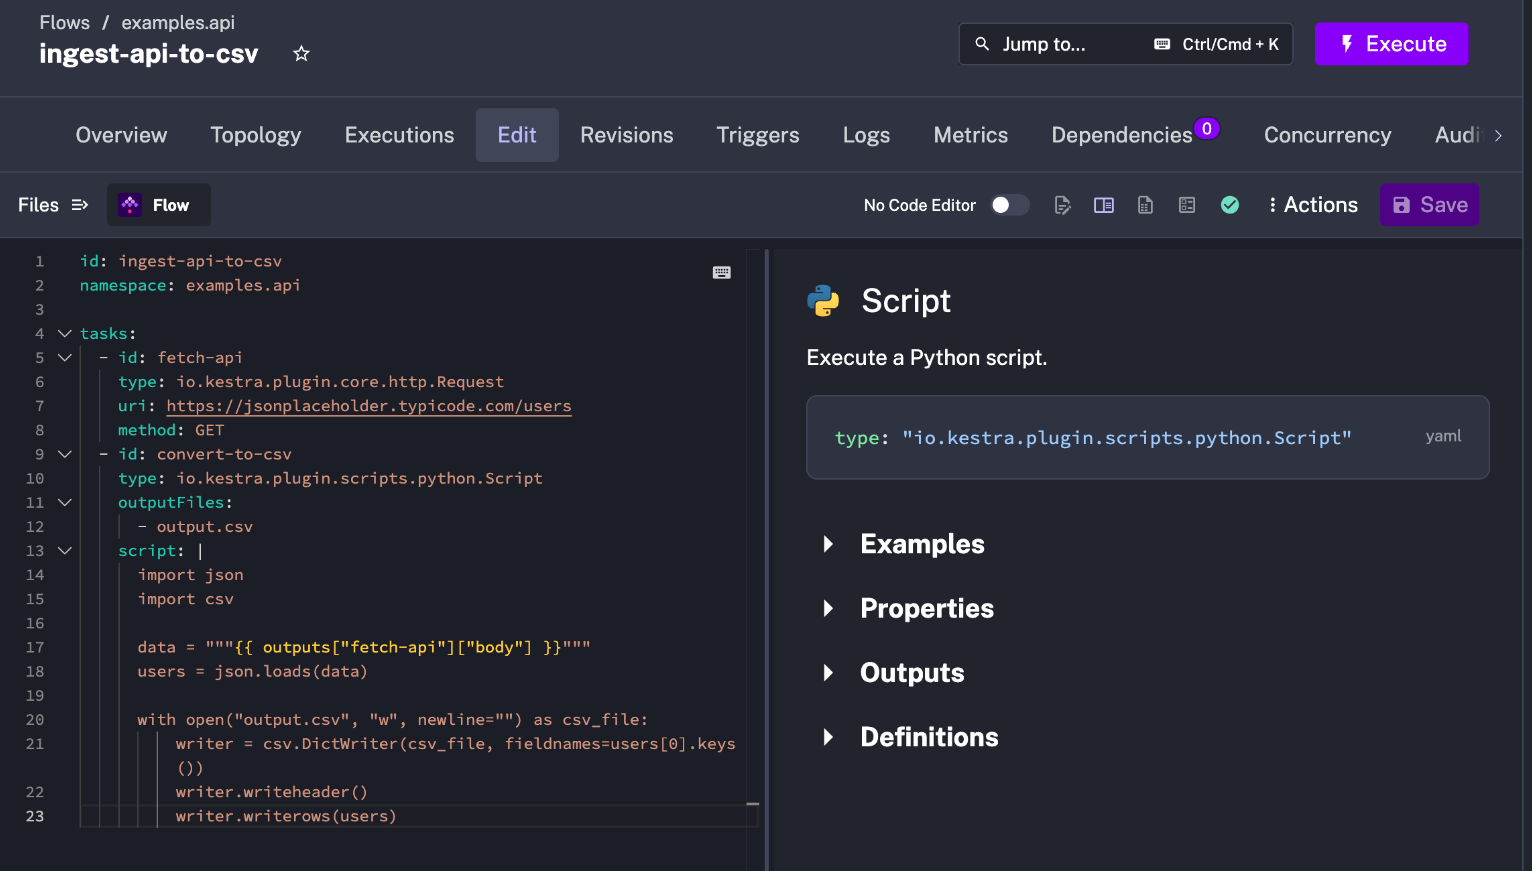 Flows / examples.api
ingest-api-to-csv
Jump to... Ctrl/Cmd + K
Execute
Overview Topology Executions Edit Revisions Triggers Logs Metrics Dependencies 0 Concurrency Audi
Files Flow No Code Editor Actions Save
1 id: ingest-api-to-csv
2 namespace: examples.api
3
4 tasks:
5 - id: fetch-api
6 type: io.kestra.plugin.core.http.Request
7 uri: https://jsonplaceholder.typicode.com/users
8 method: GET
9 - id: convert-to-csv
10 type: io.kestra.plugin.scripts.python.Script
11 outputFiles:
12 - output.csv
13 script: |
14 import json
15 import csv
16
17 data = """{{ outputs["fetch-api"]["body"] }}"""
18 users = json.loads(data)
19
20 with open("output.csv", "w", newline="") as csv_file:
21 writer = csv.DictWriter(csv_file, fieldnames=users[0].keys
())
22 writer.writeheader()
23 writer.writerows(users)
Script
Execute a Python script.
type: "io.kestra.plugin.scripts.python.Script" yaml
Examples
Properties
Outputs
Definitions